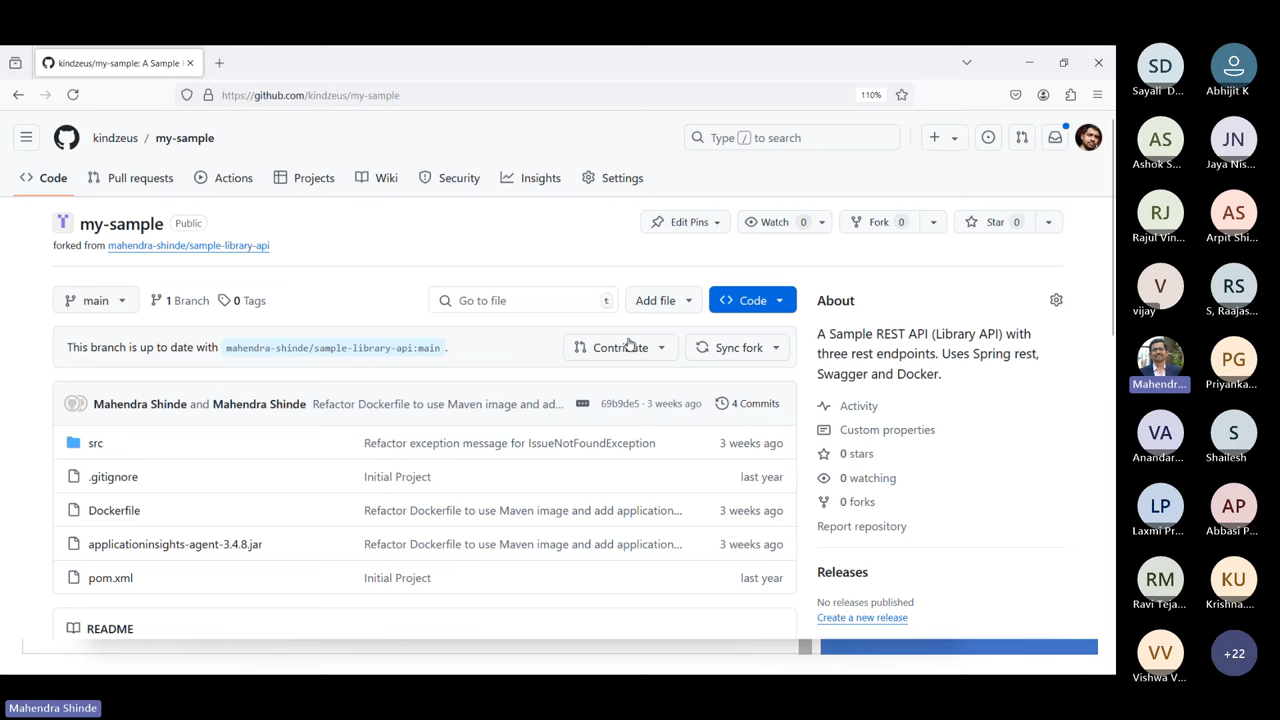 kindzeus/my-sample: A Sample
https://github.com/kindzeus/my-sample
110%
kindzeus / my-sample
Type / to search
Code
Pull requests
Actions
Projects
Wiki
Security
Insights
Settings
my-sample
Public
Edit Pins
Watch 0
Fork 0
Star 0
forked from mahendra-shinde/sample-library-api
main
1 Branch
0 Tags
Go to file
t
Add file
Code
About
This branch is up to date with mahendra-shinde/sample-library-api:main .
Contribute
Sync fork
A Sample REST API (Library API) with
three rest endpoints. Uses Spring rest,
Swagger and Docker.
Mahendra Shinde and Mahendra Shinde Refactor Dockerfile to use Maven image and ad...
69b9de5 · 3 weeks ago
4 Commits
src Refactor exception message for IssueNotFoundException 3 weeks ago
.gitignore Initial Project last year
Dockerfile Refactor Dockerfile to use Maven image and add application... 3 weeks ago
applicationinsights-agent-3.4.8.jar Refactor Dockerfile to use Maven image and add application... 3 weeks ago
pom.xml Initial Project last year
README
Activity
Custom properties
0 stars
0 watching
0 forks
Report repository
Releases
No releases published
Create a new release
SD
Sayali D...
Abhijit K
AS
Ashok S...
JN
Jaya Nis...
RJ
Rajul Vin...
AS
Arpit Shi...
V
vijay
RS
S, Raajas...
Mahendr...
PG
Priyanka...
VA
Anandar...
S
Shailesh
LP
Laxmi Pr...
AP
Abbasi P...
RM
Ravi Teja...
KU
Krishna....
VV
Vishwa V...
+22
Mahendra Shinde